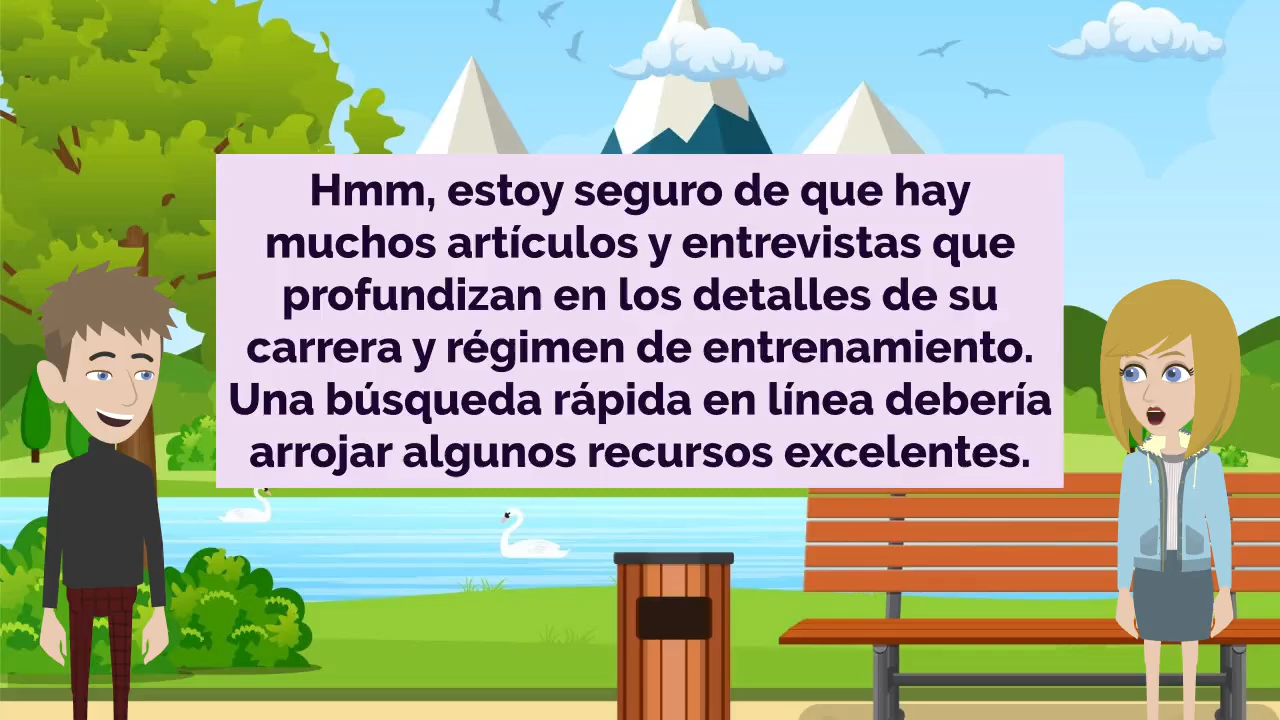 Hmm, estoy seguro de que hay
muchos artículos y entrevistas que
profundizan en los detalles de su
carrera y régimen de entrenamiento.
Una búsqueda rápida en línea debería
arrojar algunos recursos excelentes.